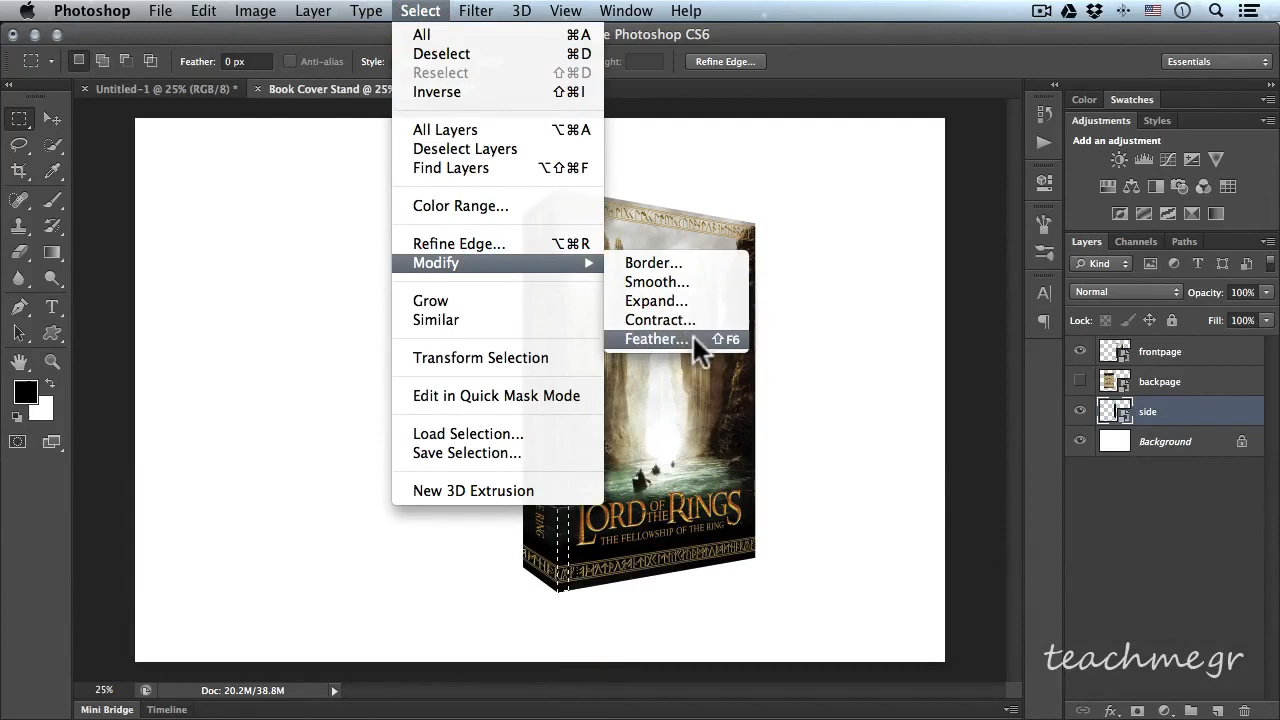 Photoshop File Edit Image Layer Type Select Filter 3D View Window Help
Photoshop CS6
Feather: 0 px Anti-alias Style: Refine Edge... Essentials
Untitled-1 @ 25% (RGB/8) * Book Cover Stand @ 25%
All ⌘A
Deselect ⌘D
Reselect ⇧⌘D
Inverse ⇧⌘I
All Layers ⌥⌘A
Deselect Layers
Find Layers ⌥⇧⌘F
Color Range...
Refine Edge... ⌥⌘R
Modify
Grow
Similar
Transform Selection
Edit in Quick Mask Mode
Load Selection...
Save Selection...
New 3D Extrusion
Border...
Smooth...
Expand...
Contract...
Feather... ⇧F6
LORD OF THE RINGS
THE FELLOWSHIP OF THE RING
THE RING
Color Swatches
Adjustments Styles
Add an adjustment
Layers Channels Paths
Kind
Normal Opacity: 100%
Lock: Fill: 100%
frontpage
backpage
side
Background
teachme.gr
25% Doc: 20.2M/38.8M
Mini Bridge Timeline